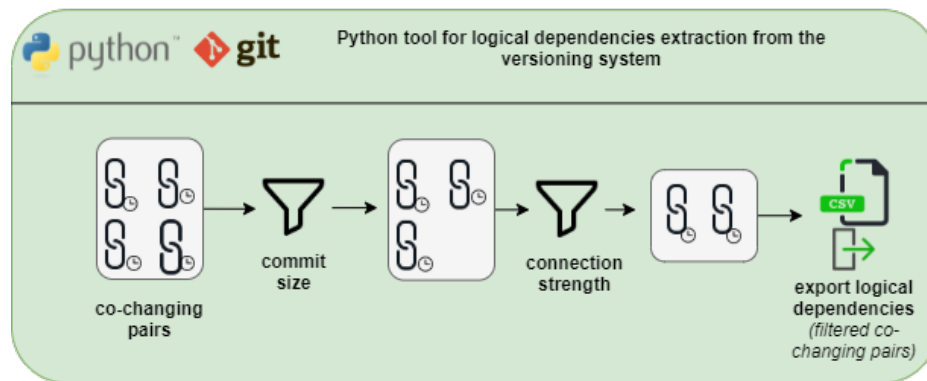 python™
git
Python tool for logical dependencies extraction from the
versioning system
CSV
commit
size
connection
strength
co-changing
pairs
export logical
dependencies
(filtered co-
changing pairs)